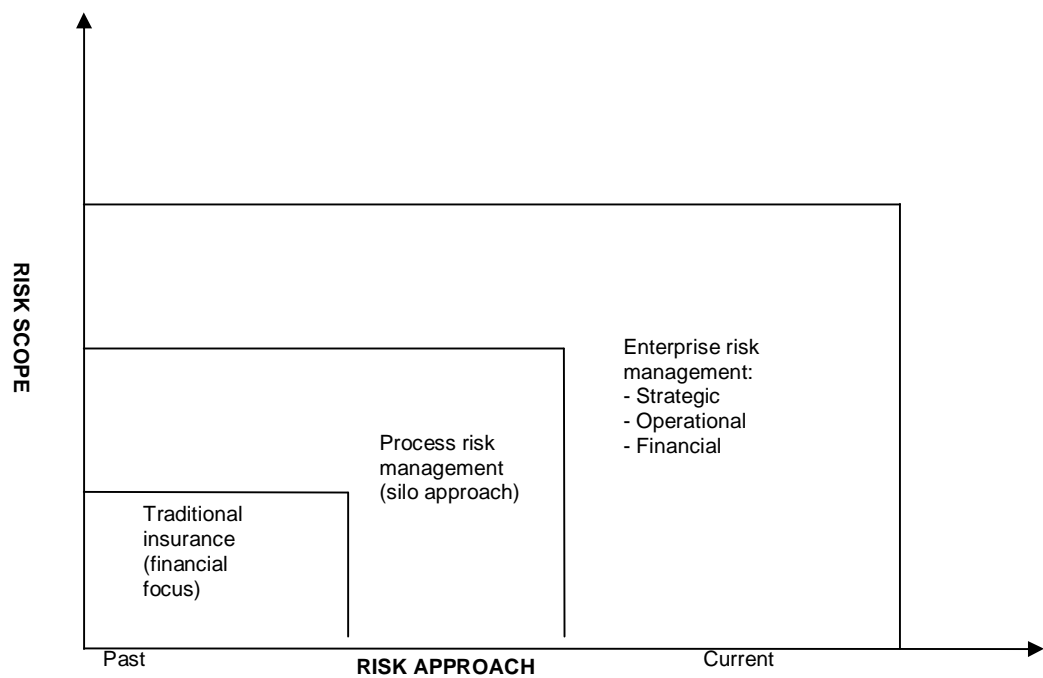 RISK SCOPE
Enterprise risk
management:
- Strategic
- Operational
- Financial
Process risk
management
(silo approach)
Traditional
insurance
(financial
focus)
Past
RISK APPROACH
Current